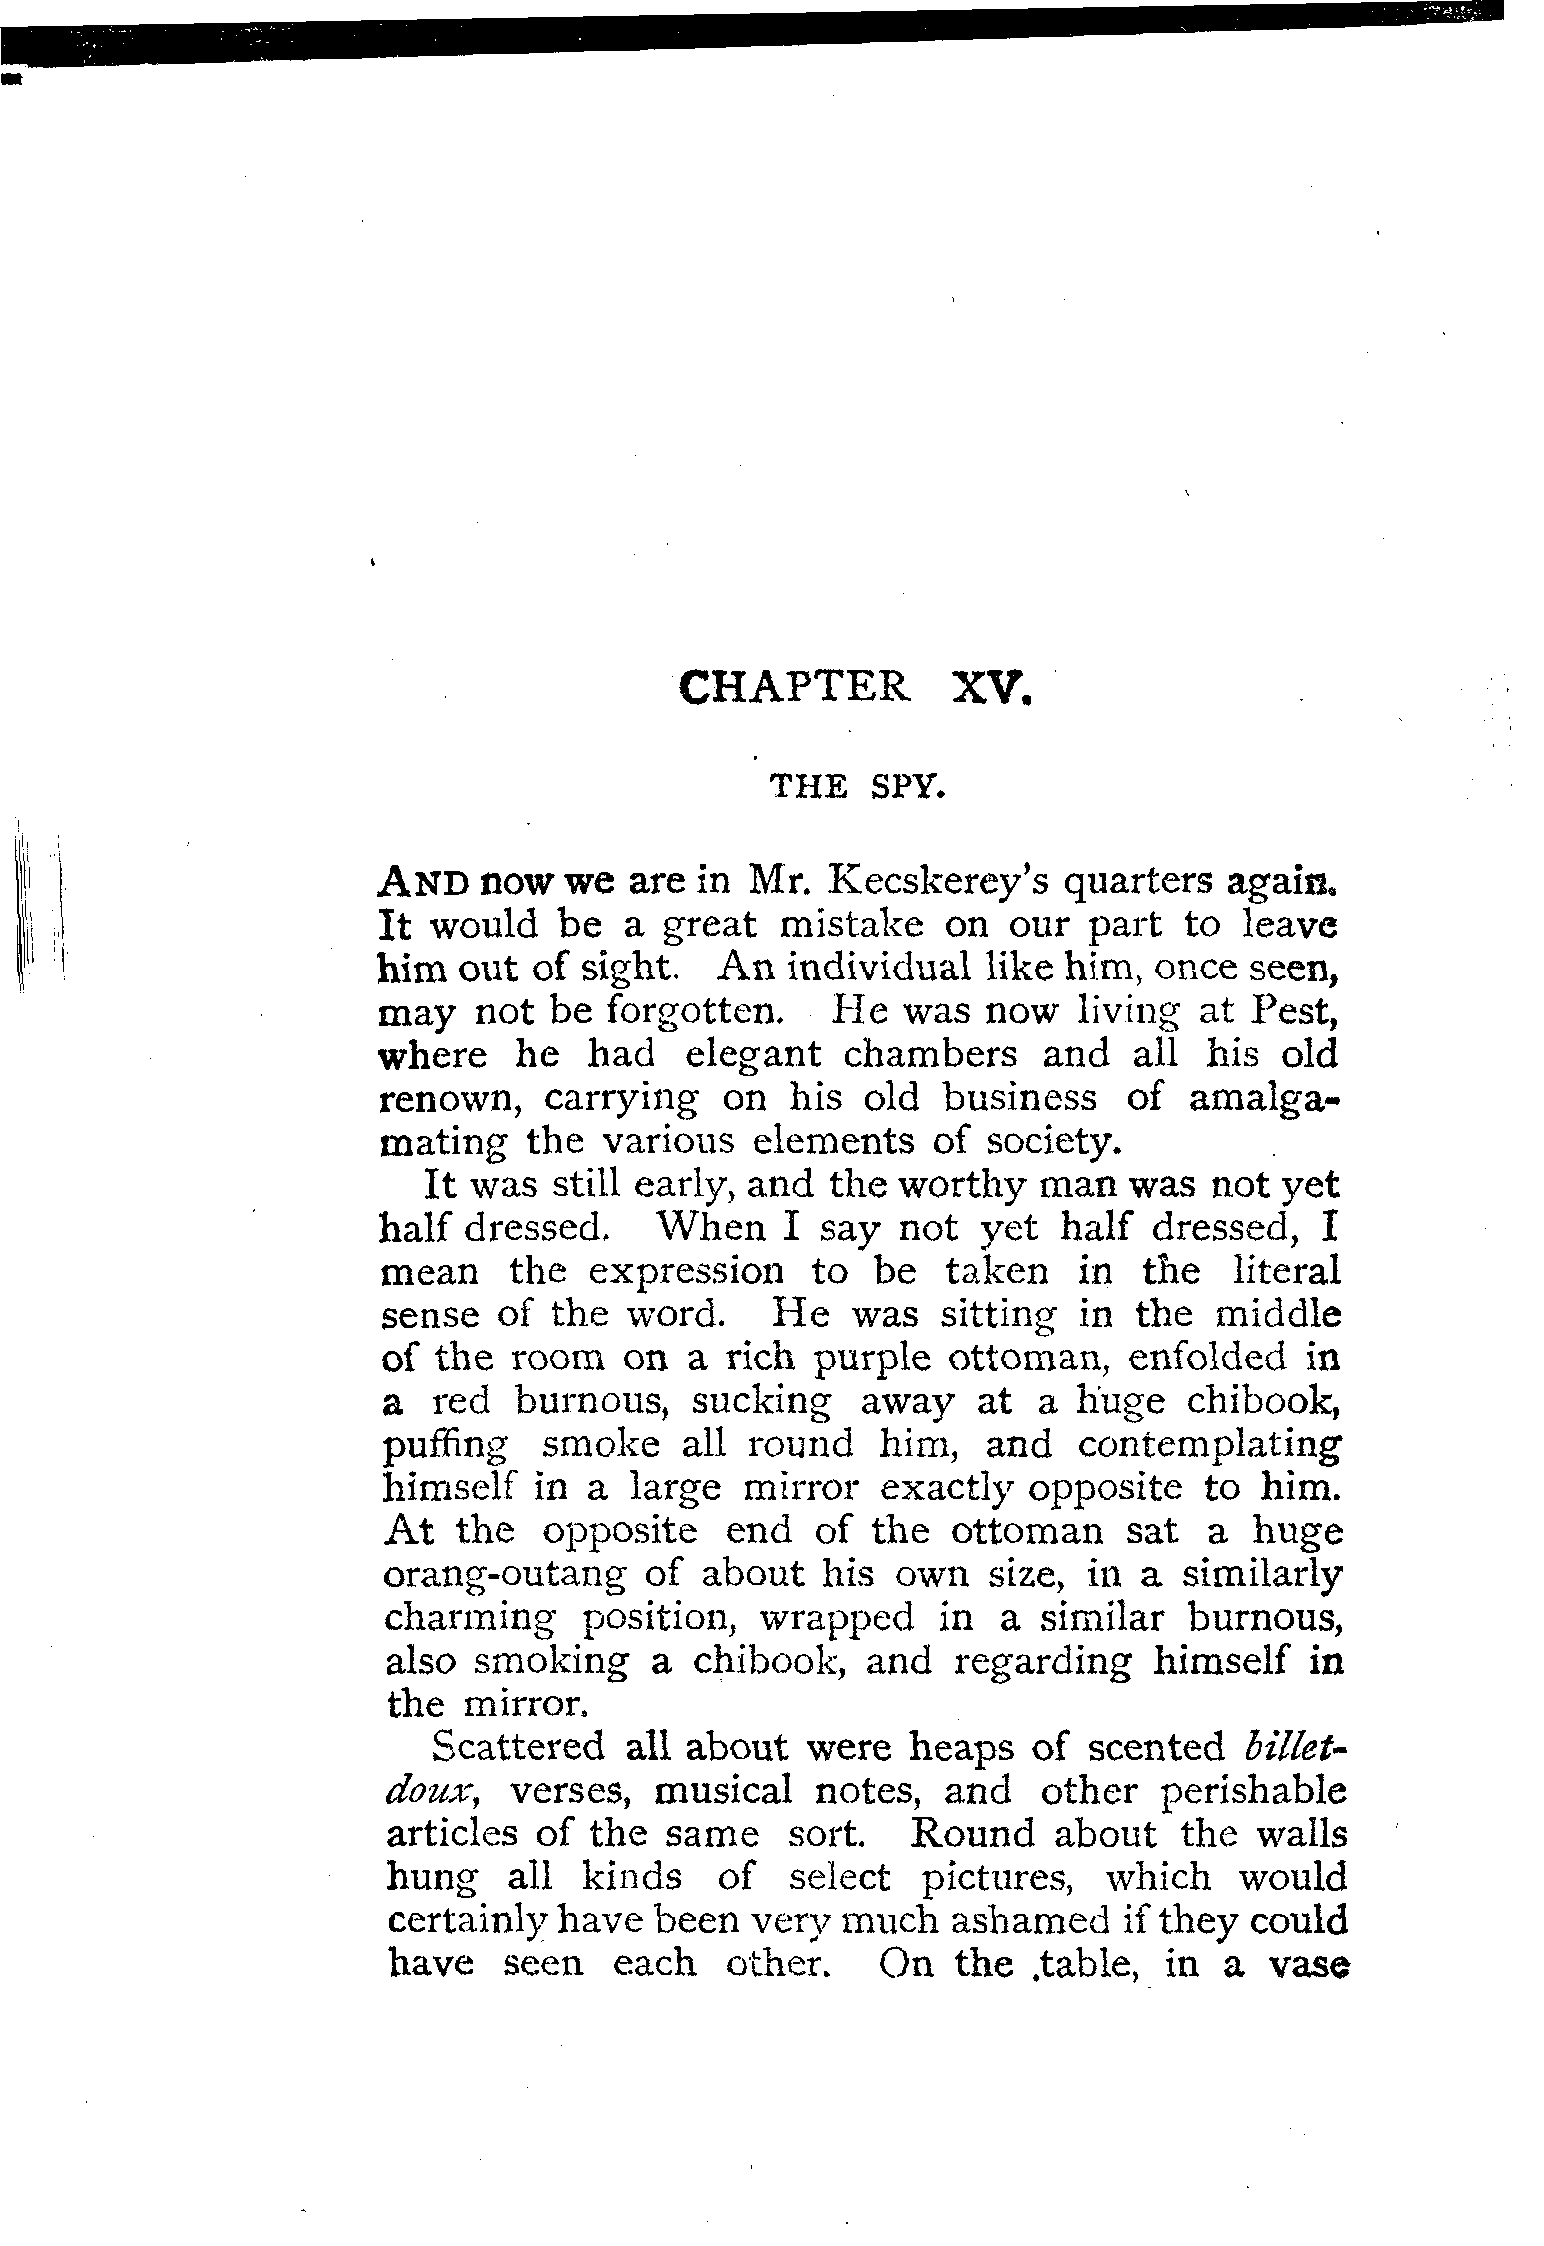 CHAPTER XV.
THE SPY.
AND now we are in Mr. Kecskerey's quarters again.
It would be a great mistake on our part to leave
him out of sight. An individual like him, once seen,
may not be forgotten. He was now living at Pest,
where he had elegant chambers and all his old
renown, carrying on his old business of amalga-
mating the various elements of society.
It was still early, and the worthy man was not yet
half dressed. When I say not yet half dressed, I
mean the expression to be taken in the literal
sense of the word. He was sitting in the middle
of the room on a rich purple ottoman, enfolded in
a red burnous, sucking away at a huge chibook,
puffing smoke all round him, and contemplating
himself in a large mirror exactly opposite to him.
At the opposite end of the ottoman sat a huge
orang-outang of about his own size, in a similarly
charming position, wrapped in a similar burnous,
also smoking a chibook, and regarding himself in
the mirror.
Scattered all about were heaps of scented billet-
doux, verses, musical notes, and other perishable
articles of the same sort. Round about the walls
hung all kinds of select pictures, which would
certainly have been very much ashamed if they could
have seen each other. On the table, in a vase